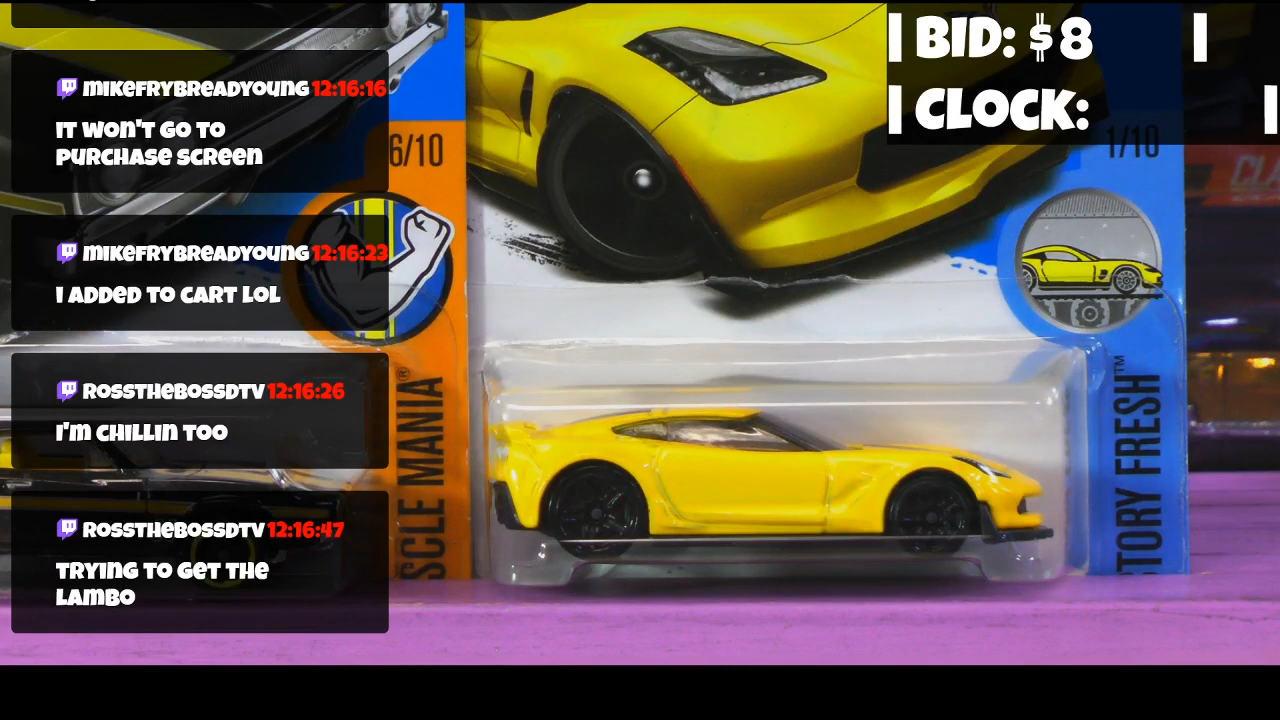 MIKEFRYBREADYOUNG 12:16:16
IT WON'T GO TO
PURCHASE SCREEN
MIKEFRYBREADYOUNG 12:16:23
I ADDED TO CART LOL
ROSSTHEBOSSDTV 12:16:26
I'M CHILLIN TOO
ROSSTHEBOSSDTV 12:16:47
TRYING TO GET THE
LAMBO
| BID: $8 |
| CLOCK: |
6/10
1/10
SCLE MANIA®
TORY FRESH™